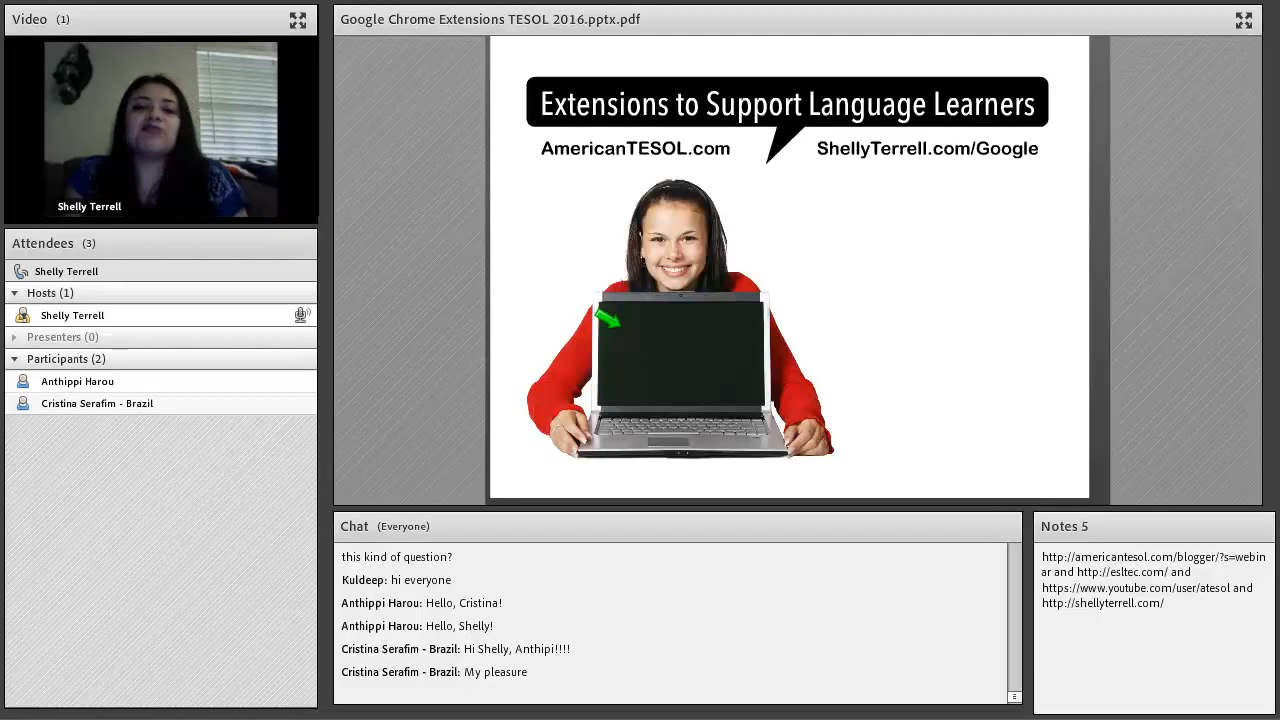 Video (1)
Shelly Terrell
Attendees (3)
Shelly Terrell
Hosts (1)
Shelly Terrell
Presenters (0)
Participants (2)
Anthippi Harou
Cristina Serafim - Brazil
Google Chrome Extensions TESOL 2016.pptx.pdf
Extensions to Support Language Learners
AmericanTESOL.com
ShellyTerrell.com/Google
Chat (Everyone)
this kind of question?
Kuldeep: hi everyone
Anthippi Harou: Hello, Cristina!
Anthippi Harou: Hello, Shelly!
Cristina Serafim - Brazil: Hi Shelly, Anthipi!!!!
Cristina Serafim - Brazil: My pleasure
Notes 5
http://americantesol.com/blogger/?s=webin
ar and http://esltec.com/ and
https://www.youtube.com/user/atesol and
http://shellyterrell.com/